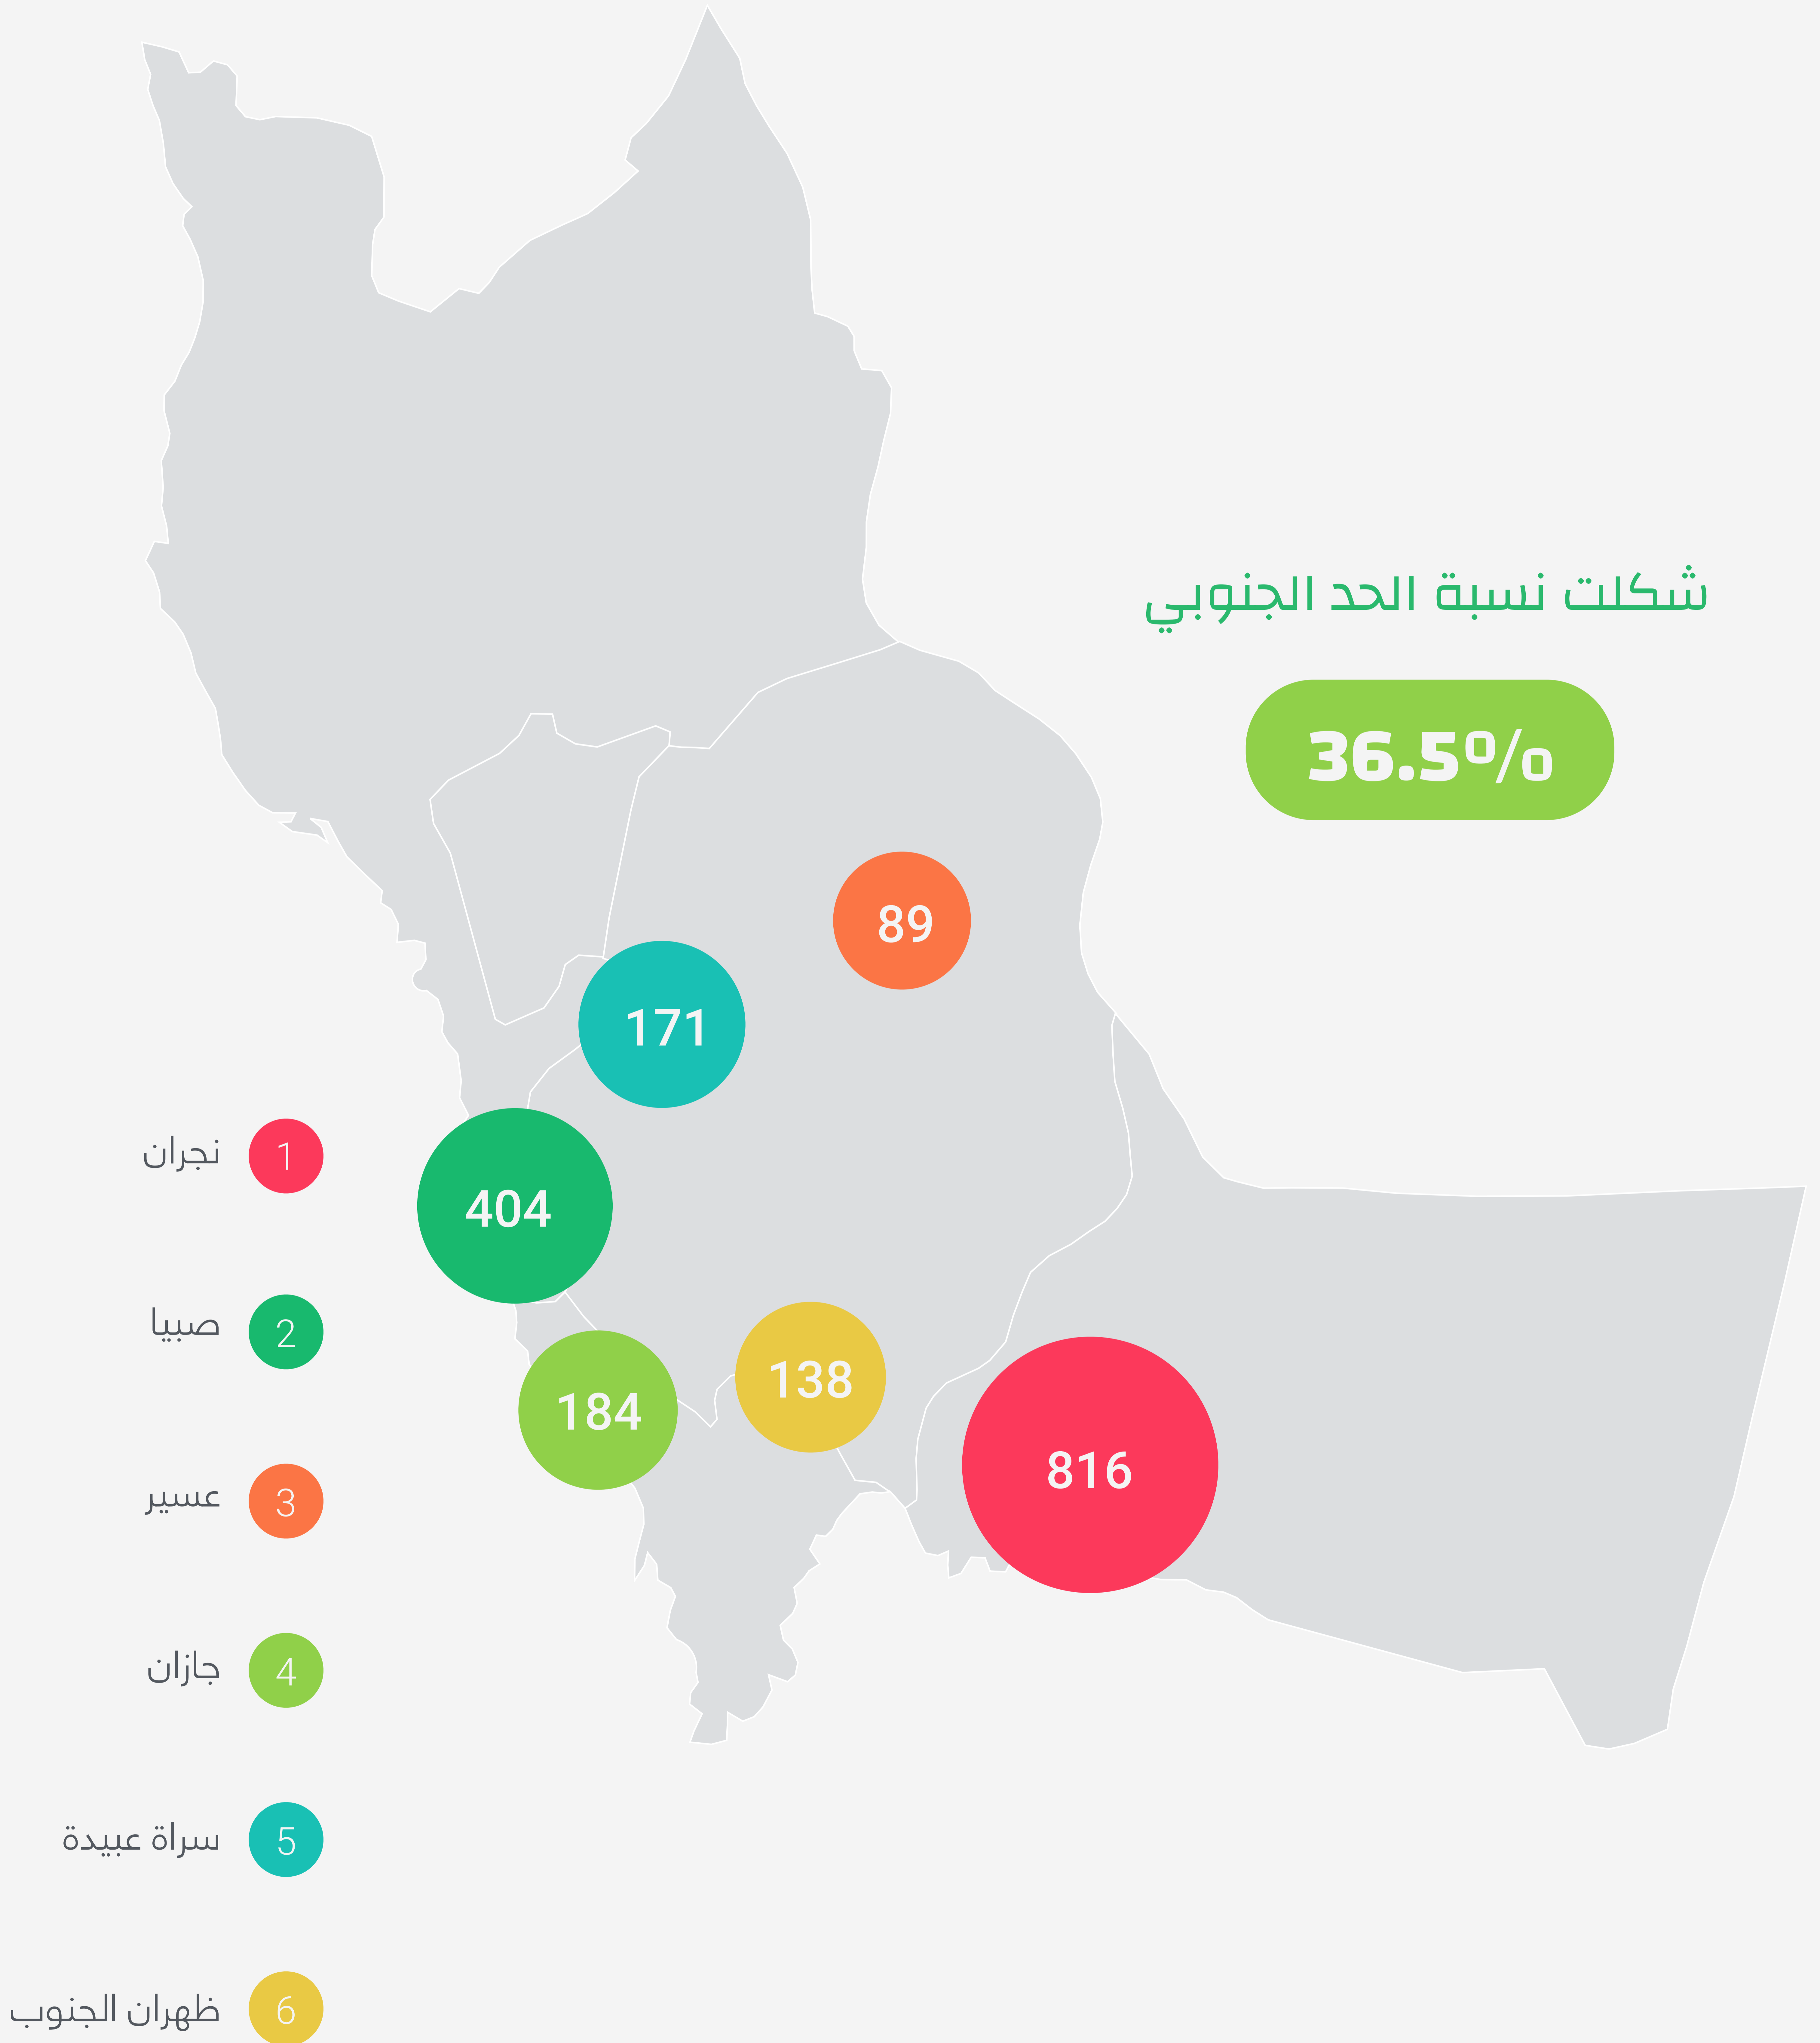 شكلت نسبة الحد الجنوبي
36.5%
89
171
404
184
138
816
1 نجران
2 صبيا
3 عسير
4 جازان
5 سراة عبيدة
6 ظهران الجنوب